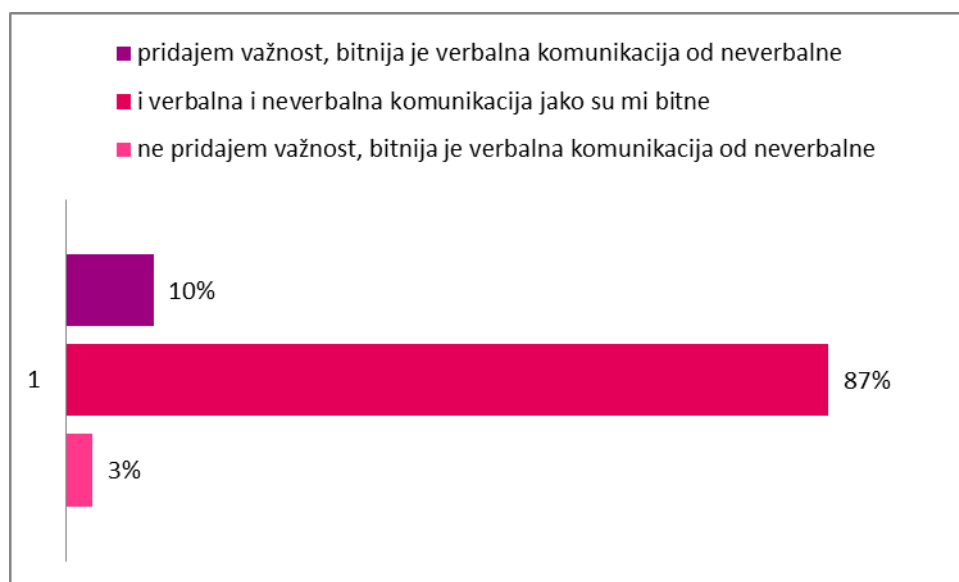 pridajem važnost, bitnija je verbalna komunikacija od neverbalne
i verbalna i neverbalna komunikacija jako su mi bitne
ne pridajem važnost, bitnija je verbalna komunikacija od neverbalne
10%
1
87%
3%